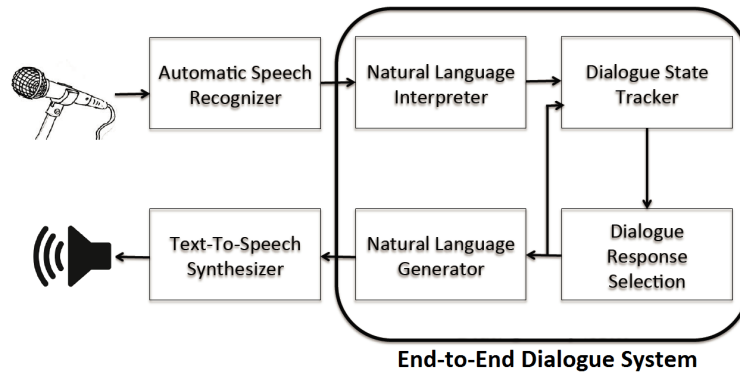 Automatic Speech
Recognizer
Natural Language
Interpreter
Dialogue State
Tracker
Text-To-Speech
Synthesizer
Natural Language
Generator
Dialogue
Response
Selection
End-to-End Dialogue System